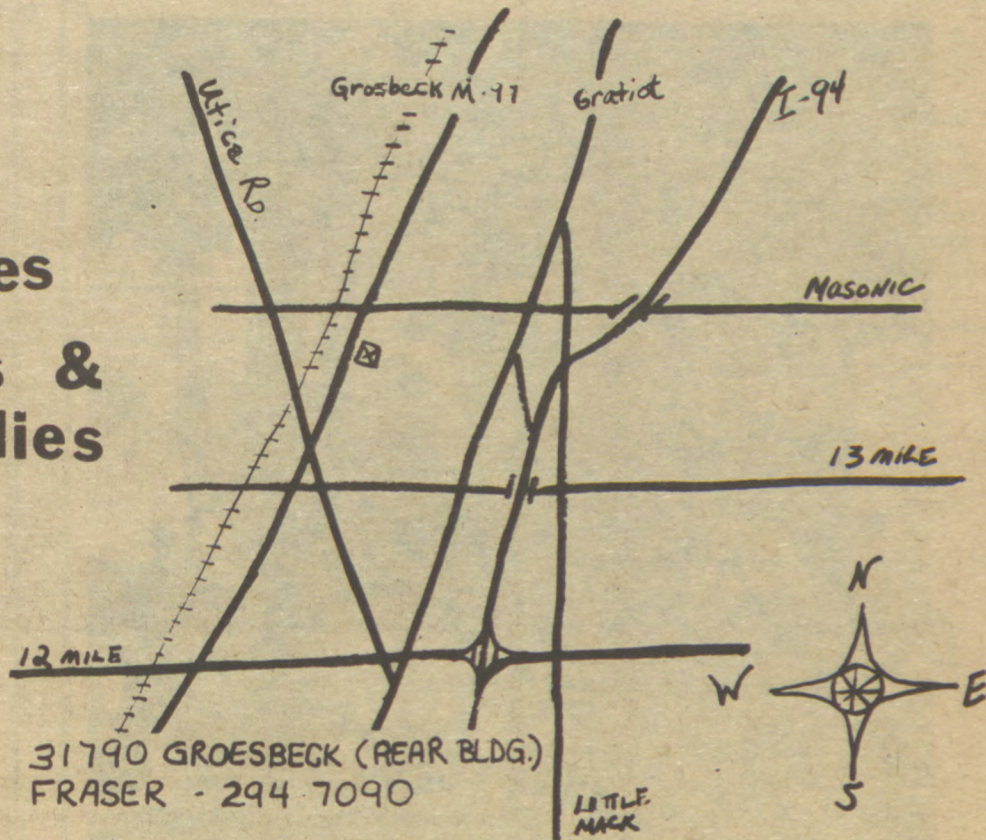 Grosbeck M-97
Gratiot
I-94
Utica Rd.
es
MASONIC
s &
lies
13 MILE
N
12 MILE
W
E
31790 GROESBECK (REAR BLDG.)
FRASER - 294-7090
S
LITTLE
MACK